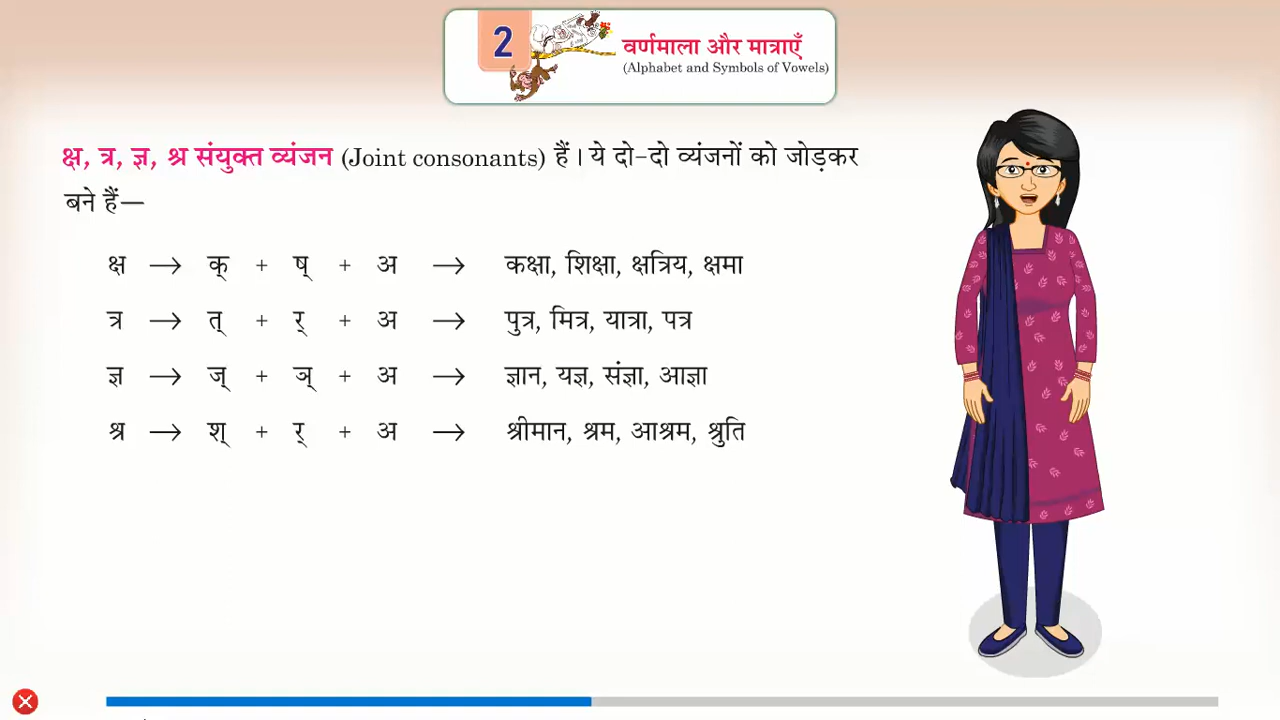 2
वर्णमाला और मात्राएँ
(Alphabet and Symbols of Vowels)
क्ष, त्र, ज्ञ, श्र संयुक्त व्यंजन (Joint consonants) हैं। ये दो-दो व्यंजनों को जोड़कर
बने हैं—
क्ष → क् + ष् + अ → कक्षा, शिक्षा, क्षत्रिय, क्षमा
त्र → त् + र् + अ → पुत्र, मित्र, यात्रा, पत्र
ज्ञ → ज् + ञ् + अ → ज्ञान, यज्ञ, संज्ञा, आज्ञा
श्र → श् + र् + अ → श्रीमान, श्रम, आश्रम, श्रुति